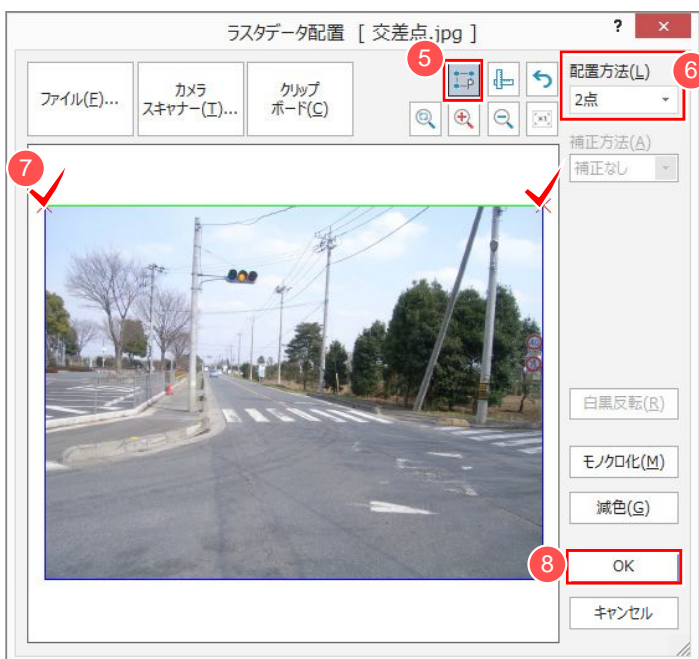 ラスタデータ配置 [ 交差点.jpg ]
?
×
5
6
ファイル(F)...
カメラ
スキャナー(T)...
クリップ
ボード(C)
P
×1
配置方法(L)
2点
補正方法(A)
補正なし
7
白黒反転(R)
モノクロ化(M)
減色(G)
8
OK
キャンセル